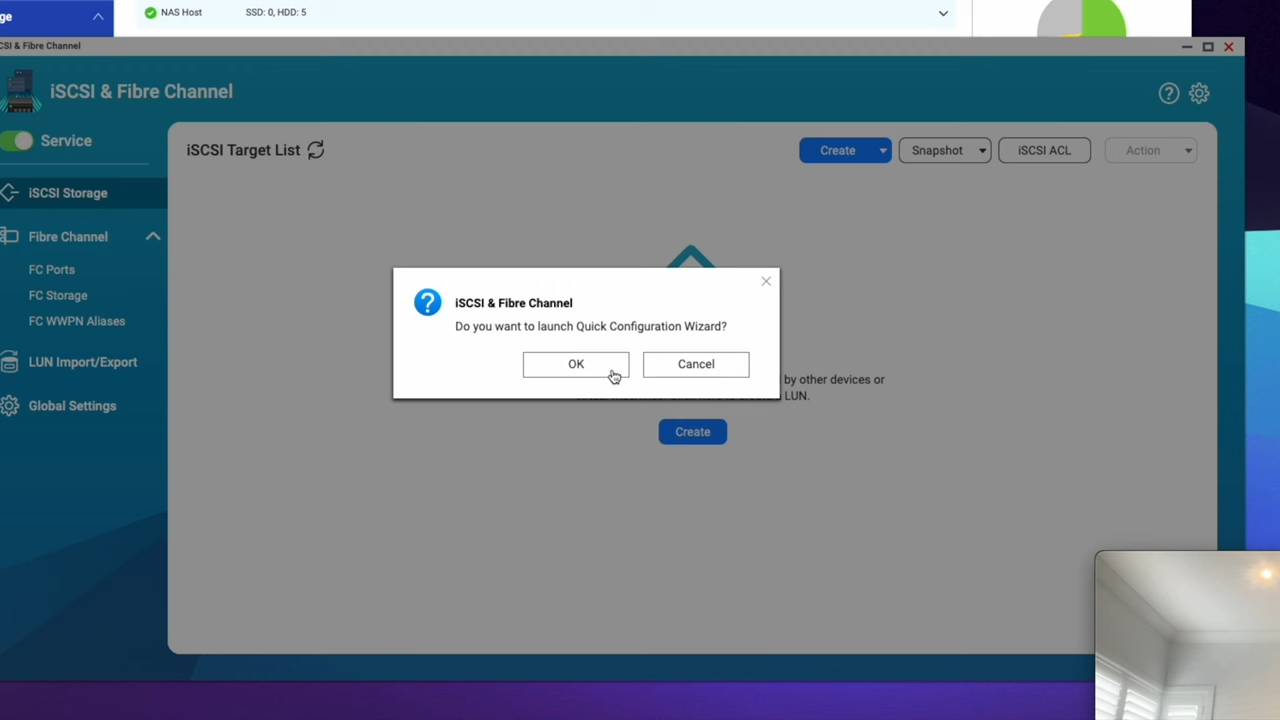 ge
NAS Host
SSD: 0, HDD: 5
CSI & Fibre Channel
iSCSI & Fibre Channel
Service
iSCSI Target List
Create
Snapshot
iSCSI ACL
Action
iSCSI Storage
Fibre Channel
FC Ports
FC Storage
FC WWPN Aliases
LUN Import/Export
Global Settings
iSCSI & Fibre Channel
Do you want to launch Quick Configuration Wizard?
OK
Cancel
by other devices or
LUN.
Create